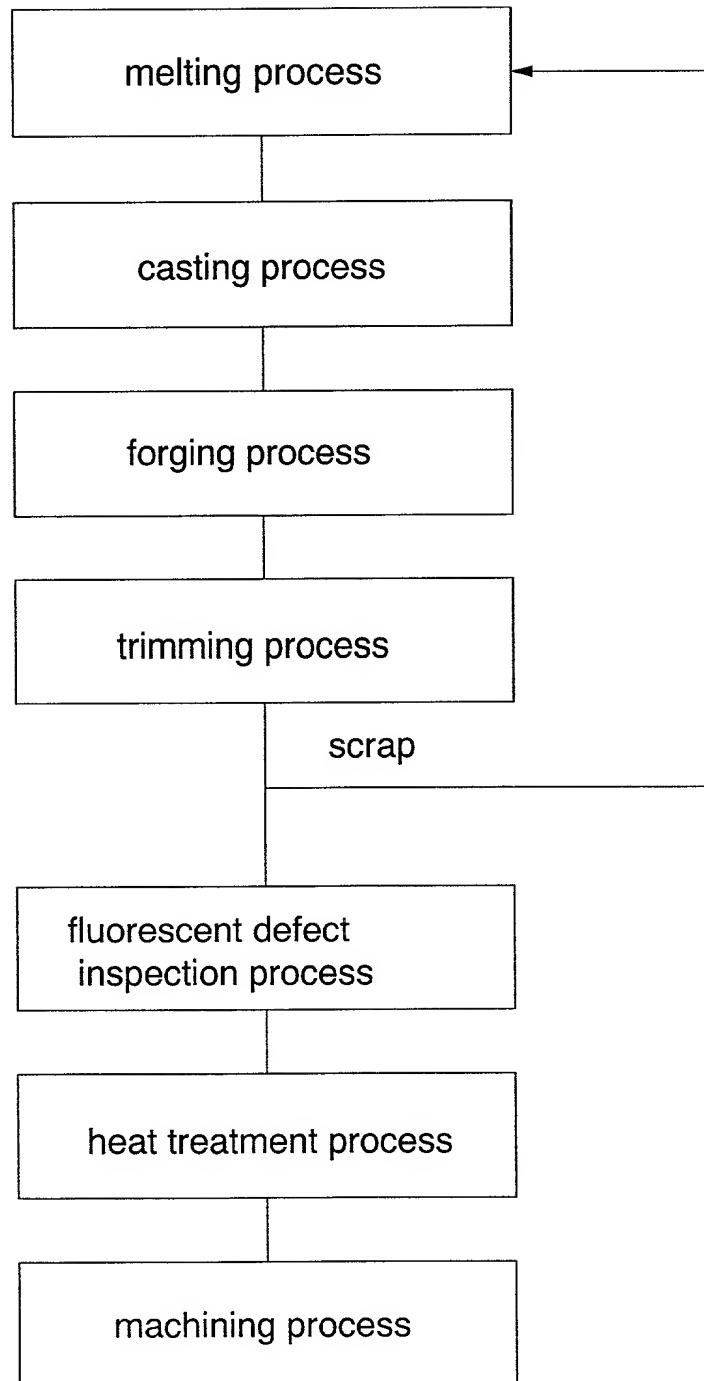 melting process
casting process
forging process
trimming process
scrap
fluorescent defect
inspection process
heat treatment process
machining process